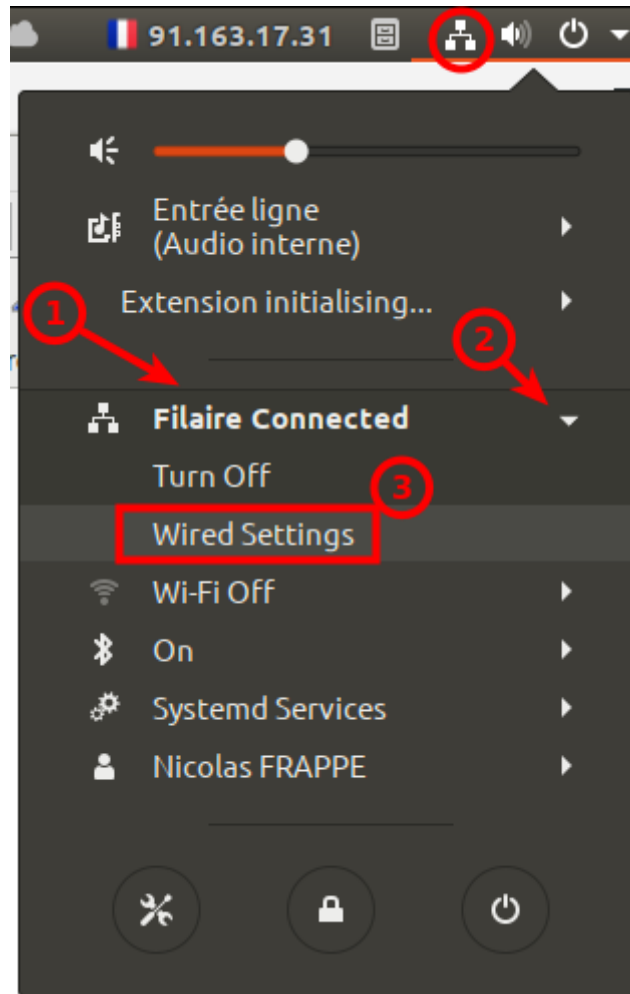 91.163.17.31
Entrée ligne
(Audio interne)
Extension initialising...
1
2
Filaire Connected
Turn Off
3
Wired Settings
Wi-Fi Off
On
Systemd Services
Nicolas FRAPPE